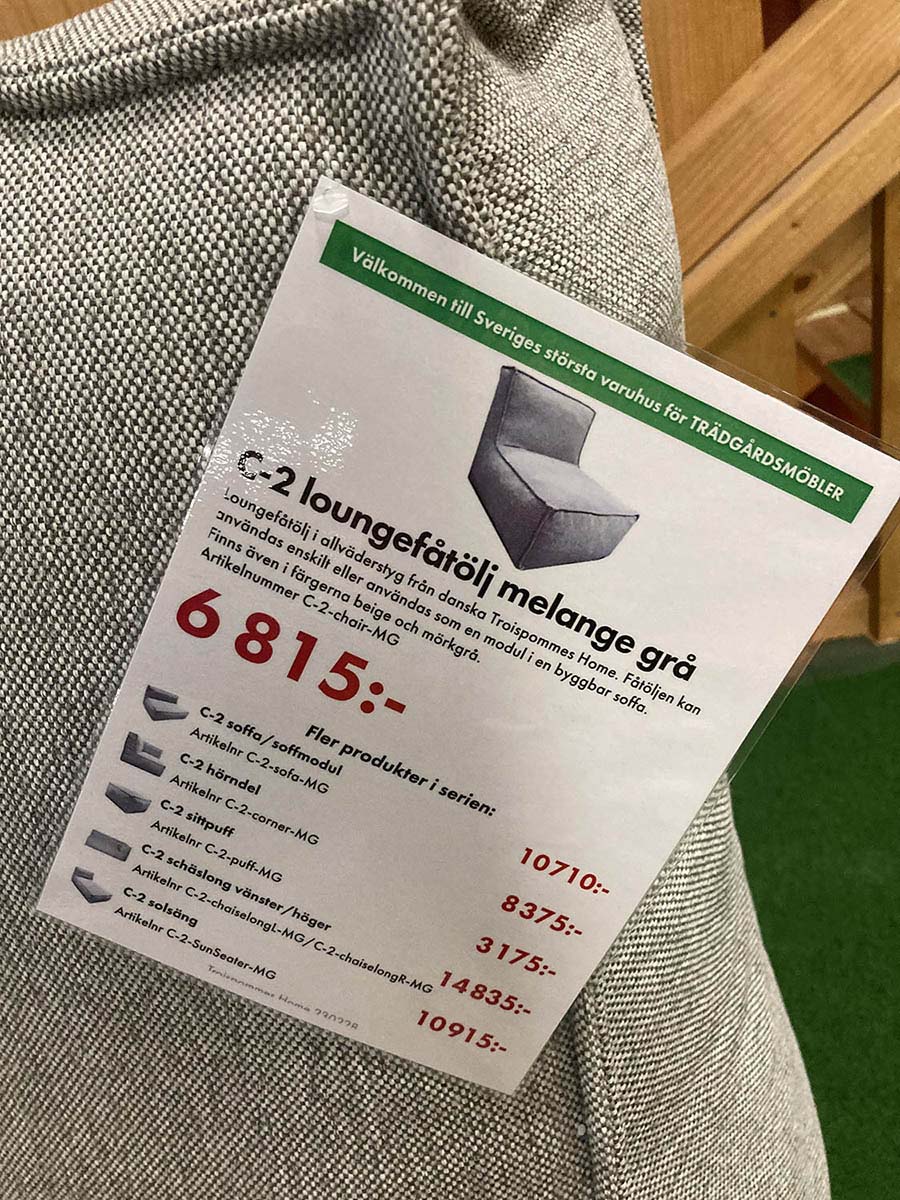 Välkommen till Sveriges största varuhus för TRÄDGÅRDSMÖBLER
C-2 loungefåtölj melange grå
Loungefåtölj i allväderstyg från danska Troispommes Home. Fåtöljen kan
användas enskilt eller användas som en modul i en byggbar soffa.
Finns även i färgerna beige och mörkgrå.
Artikelnummer C-2-chair-MG
6 815:-
Fler produkter i serien:
C-2 soffa/soffmodul
Artikelnr C-2-sofa-MG 10710:-
C-2 hörndel
Artikelnr C-2-corner-MG 8375:-
C-2 sittpuff
Artikelnr C-2-puff-MG 3175:-
C-2 schäslong vänster/höger
Artikelnr C-2-chaiselongL-MG/C-2-chaiselongR-MG 14835:-
C-2 solsäng
Artikelnr C-2-SunSeater-MG 10915:-
Troispommes Home 230228